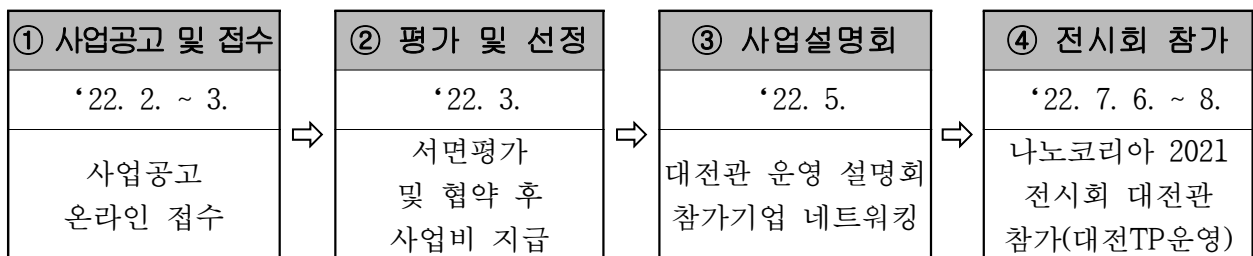 ① 사업공고 및 접수
‘22. 2. ~ 3.
사업공고
온라인 접수
⇨
② 평가 및 선정
‘22. 3.
서면평가
및 협약 후
사업비 지급
⇨
③ 사업설명회
‘22. 5.
대전관 운영 설명회
참가기업 네트워킹
⇨
④ 전시회 참가
‘22. 7. 6. ~ 8.
나노코리아 2021
전시회 대전관
참가(대전TP운영)